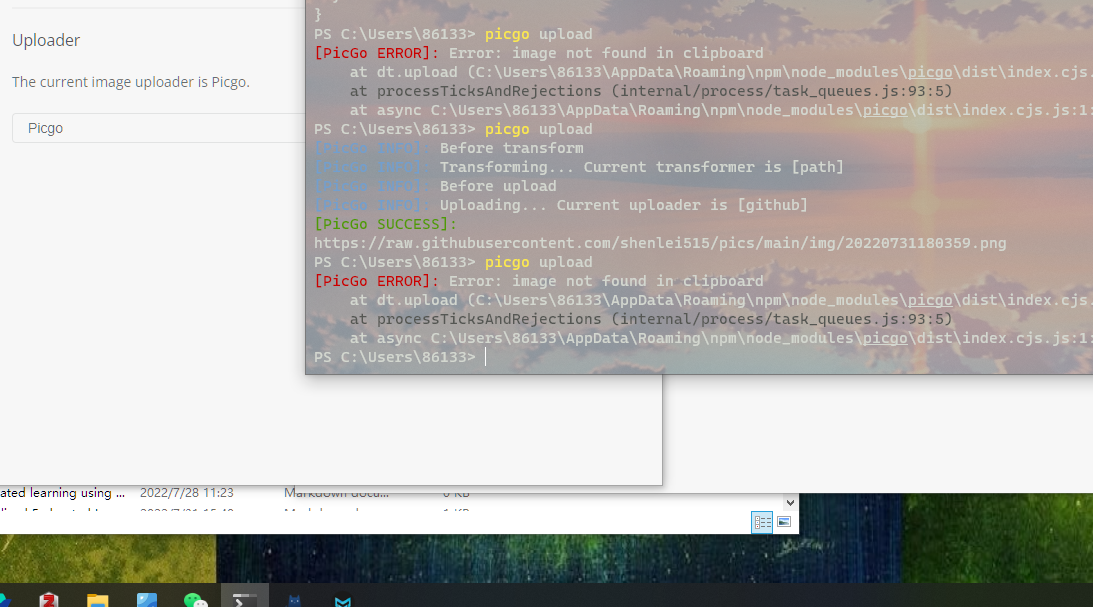 Uploader
The current image uploader is Picgo.
Picgo
}
PS C:\Users\86133> picgo upload
[PicGo ERROR]: Error: image not found in clipboard
at dt.upload (C:\Users\86133\AppData\Roaming\npm\node_modules\picgo\dist\index.cjs.
at processTicksAndRejections (internal/process/task_queues.js:93:5)
at async C:\Users\86133\AppData\Roaming\npm\node_modules\picgo\dist\index.cjs.js:1:
PS C:\Users\86133> picgo upload
[PicGo INFO]: Before transform
[PicGo INFO]: Transforming... Current transformer is [path]
[PicGo INFO]: Before upload
[PicGo INFO]: Uploading... Current uploader is [github]
[PicGo SUCCESS]:
https://raw.githubusercontent.com/shenlei515/pics/main/img/20220731180359.png
PS C:\Users\86133> picgo upload
[PicGo ERROR]: Error: image not found in clipboard
at dt.upload (C:\Users\86133\AppData\Roaming\npm\node_modules\picgo\dist\index.cjs.
at processTicksAndRejections (internal/process/task_queues.js:93:5)
at async C:\Users\86133\AppData\Roaming\npm\node_modules\picgo\dist\index.cjs.js:1:
PS C:\Users\86133>
ated learning using ... 2022/7/28 11:23 Markdown doca... 0 KB